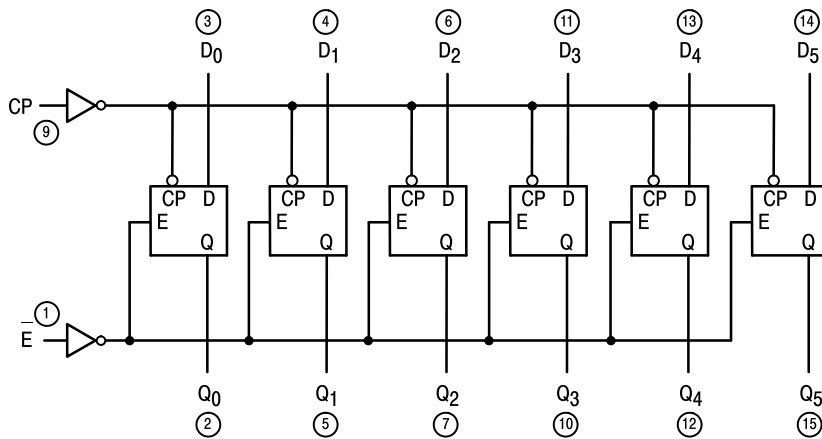 3 4 6 11 13 14
D0 D1 D2 D3 D4 D5
CP
9
CP D CP D CP D CP D CP D CP D
E E E E E E
Q Q Q Q Q Q
1
E̅
Q0 Q1 Q2 Q3 Q4 Q5
2 5 7 10 12 15